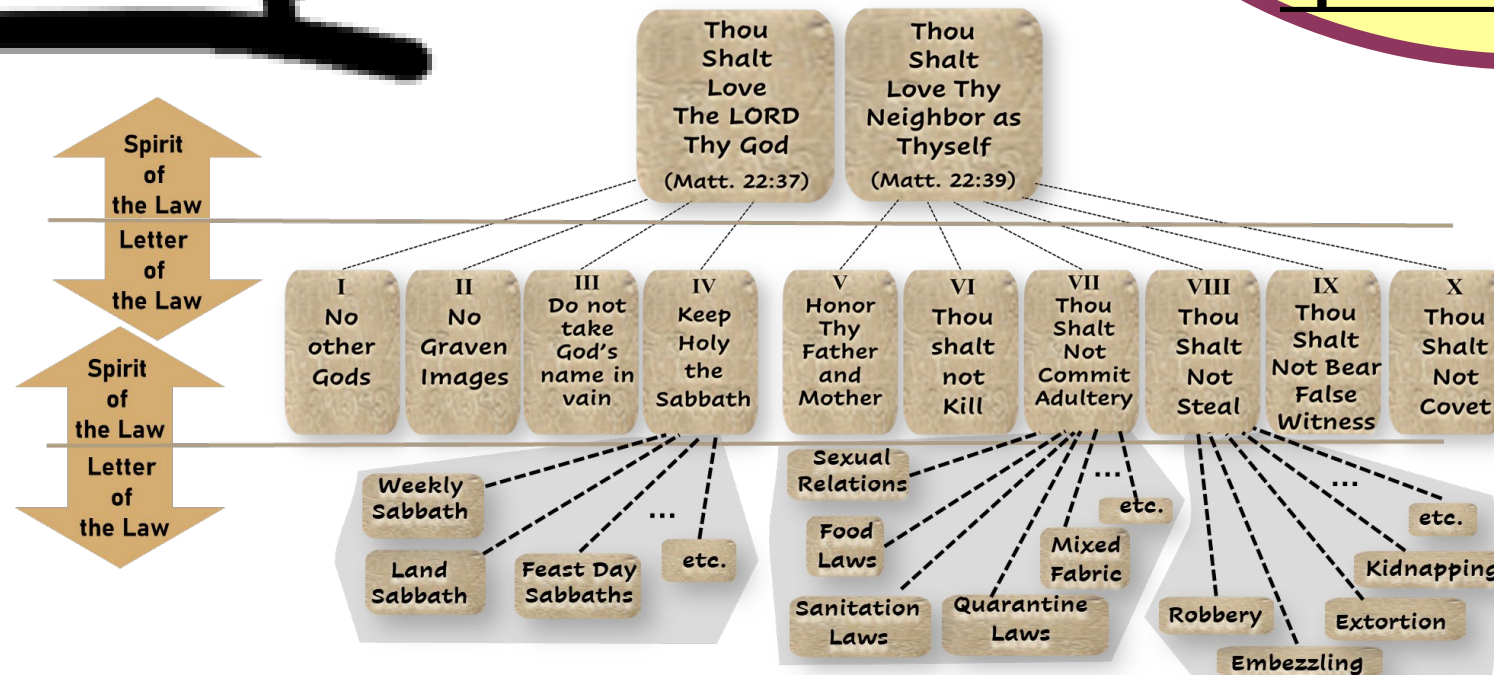 Thou
Shalt
Love
The LORD
Thy God
(Matt. 22:37)
Thou
Shalt
Love Thy
Neighbor as
Thyself
(Matt. 22:39)
Spirit
of
the Law
Letter
of
the Law
Spirit
of
the Law
Letter
of
the Law
I
No
other
Gods
II
No
Graven
Images
III
Do not
take
God's
name in
vain
IV
Keep
Holy
the
Sabbath
V
Honor
Thy
Father
and
Mother
VI
Thou
shalt
not
Kill
VII
Thou
Shalt
Not
Commit
Adultery
VIII
Thou
Shalt
Not
Steal
IX
Thou
Shalt
Not Bear
False
Witness
X
Thou
Shalt
Not
Covet
Weekly
Sabbath
Land
Sabbath
Feast Day
Sabbaths
...
etc.
Sexual
Relations
Food
Laws
Sanitation
Laws
Quarantine
Laws
Mixed
Fabric
...
etc.
Robbery
Embezzling
Extortion
Kidnapping
...
etc.